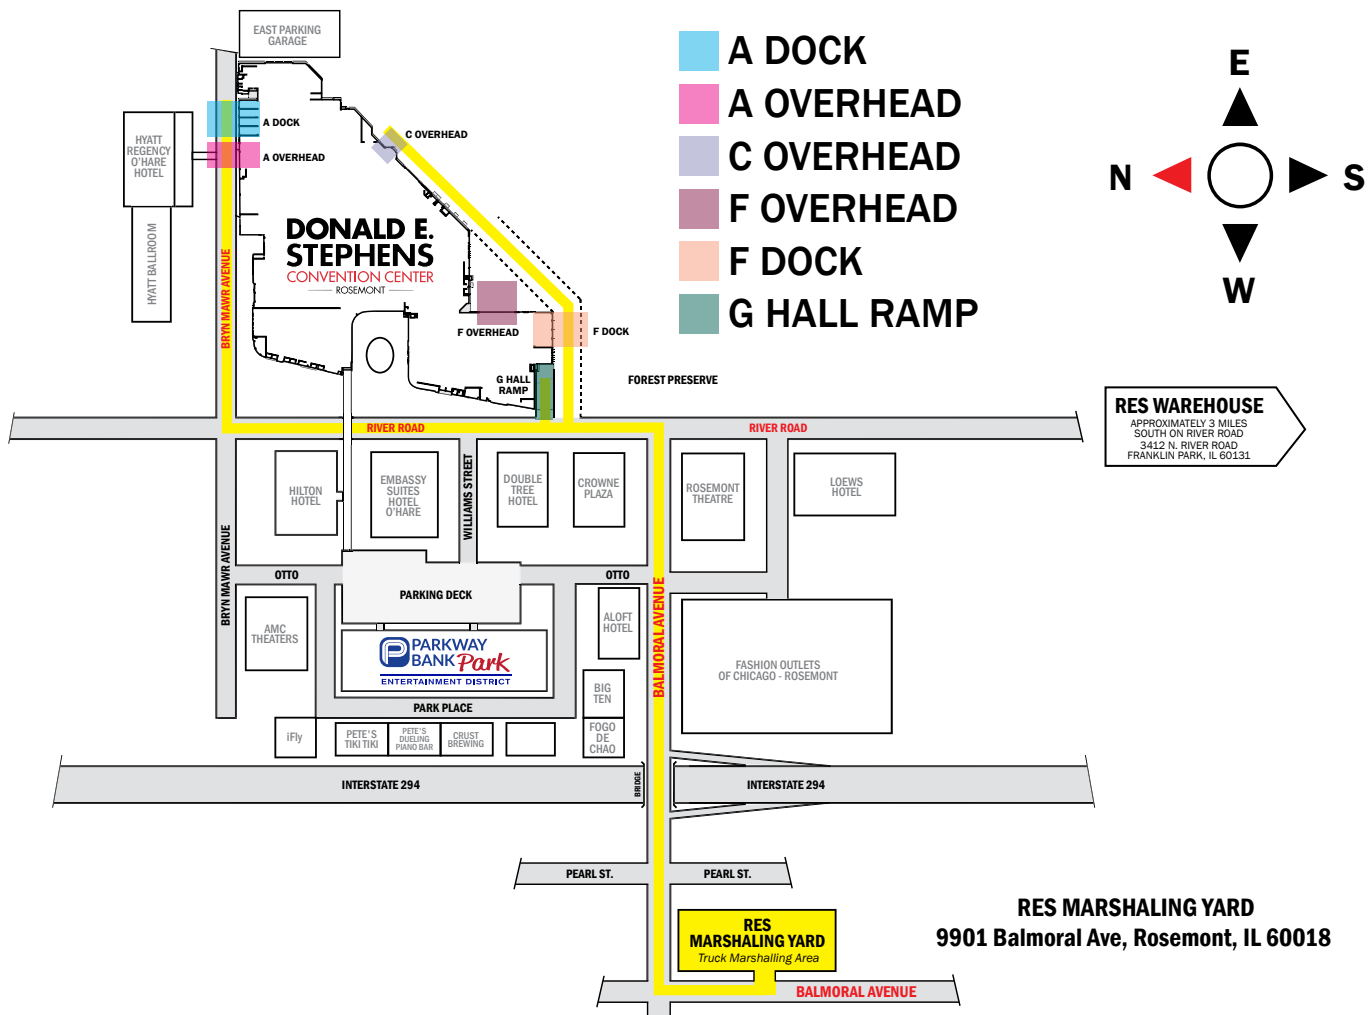 EAST PARKING
GARAGE
A DOCK
A OVERHEAD
C OVERHEAD
F OVERHEAD
F DOCK
G HALL RAMP
E
N
S
W
HYATT
REGENCY
O'HARE
HOTEL
HYATT BALLROOM
A DOCK
A OVERHEAD
C OVERHEAD
BRYN MAWR AVENUE
DONALD E.
STEPHENS
CONVENTION CENTER
ROSEMONT
F OVERHEAD
F DOCK
G HALL
RAMP
FOREST PRESERVE
RES WAREHOUSE
APPROXIMATELY 3 MILES
SOUTH ON RIVER ROAD
3412 N. RIVER ROAD
FRANKLIN PARK, IL 60131
RIVER ROAD
RIVER ROAD
HILTON
HOTEL
EMBASSY
SUITES
HOTEL
O'HARE
WILLIAMS STREET
DOUBLE
TREE
HOTEL
CROWNE
PLAZA
ROSEMONT
THEATRE
LOEWS
HOTEL
BRYN MAWR AVENUE
OTTO
OTTO
PARKING DECK
BALMORAL AVENUE
AMC
THEATERS
ALOFT
HOTEL
PARKWAY
BANK Park
ENTERTAINMENT DISTRICT
FASHION OUTLETS
OF CHICAGO - ROSEMONT
BIG
TEN
PARK PLACE
iFly
PETE'S
TIKI TIKI
PETE'S
DUELING
PIANO BAR
CRUST
BREWING
FOGO
DE
CHAO
INTERSTATE 294
BRIDGE
INTERSTATE 294
PEARL ST.
PEARL ST.
RES
MARSHALING YARD
Truck Marshalling Area
RES MARSHALING YARD
9901 Balmoral Ave, Rosemont, IL 60018
BALMORAL AVENUE